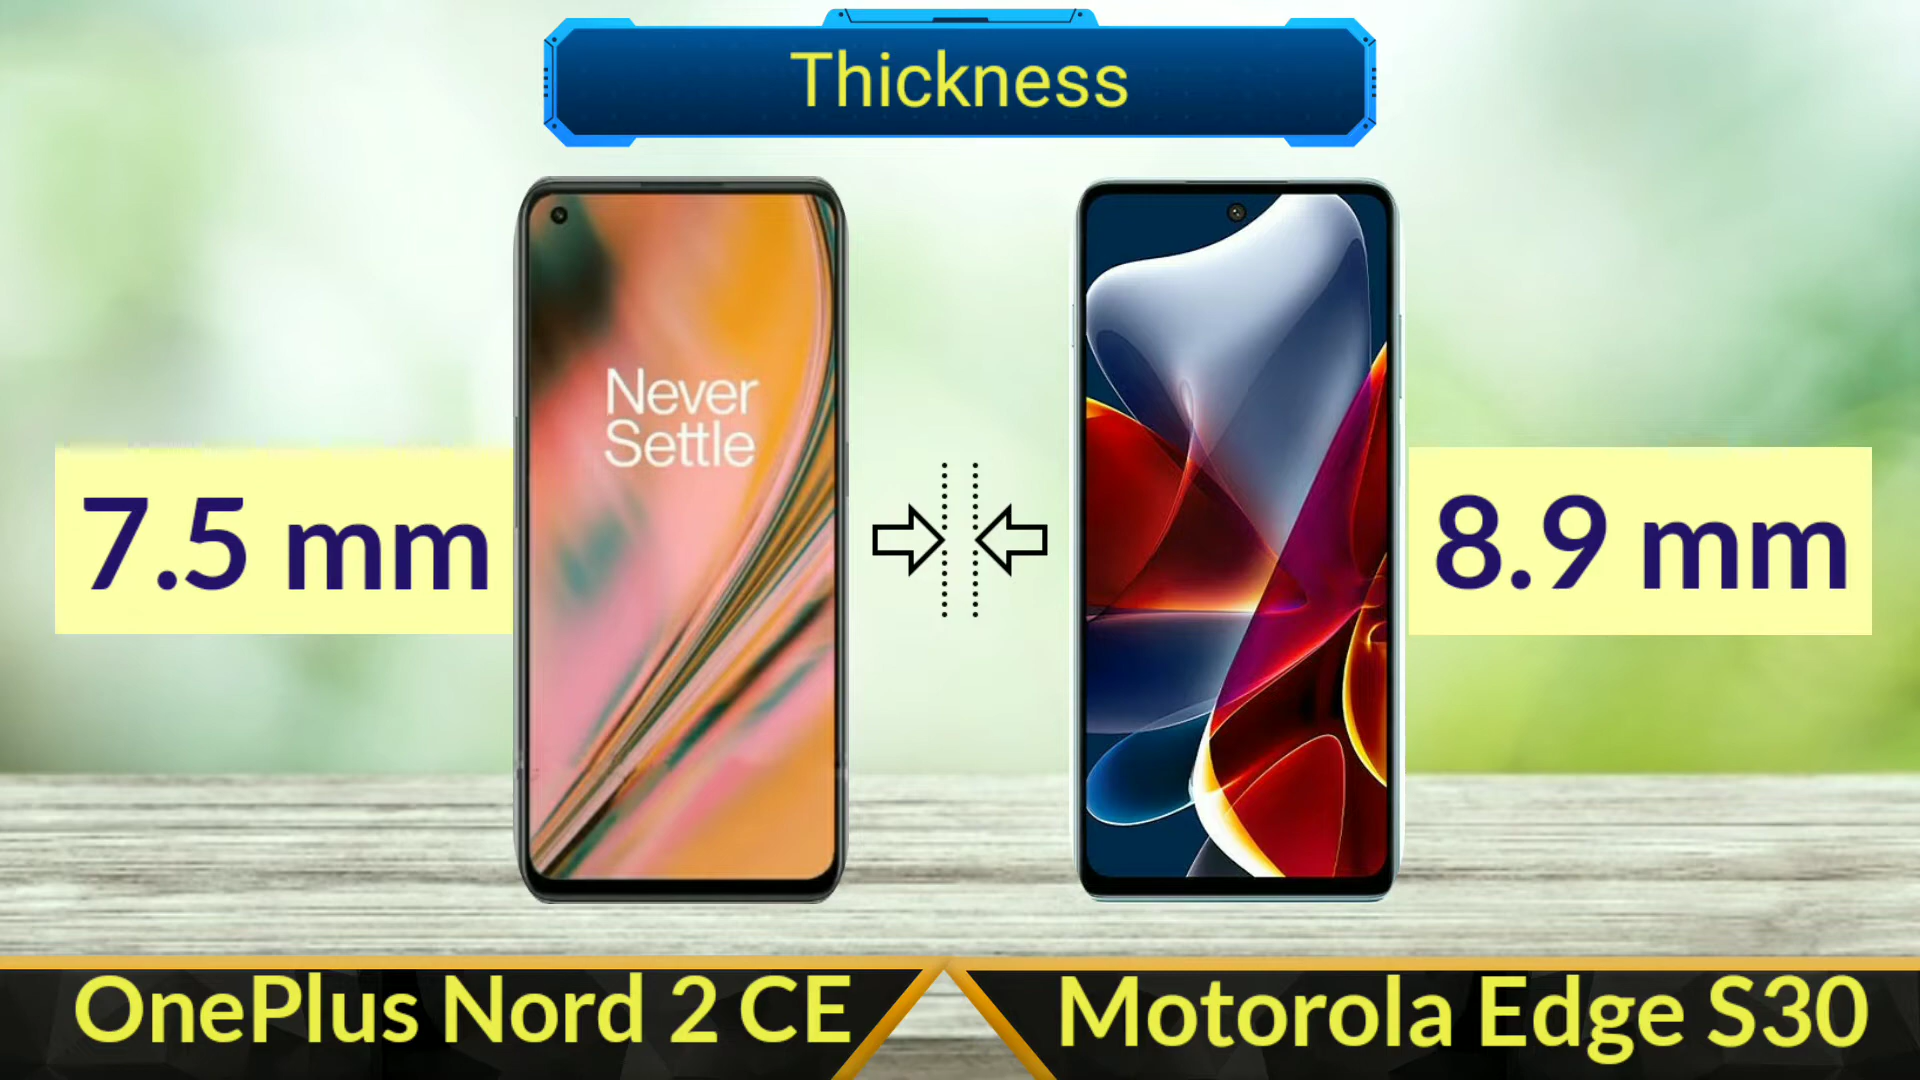 Thickness
Never
Settle
7.5 mm
8.9 mm
OnePlus Nord 2 CE
Motorola Edge S30